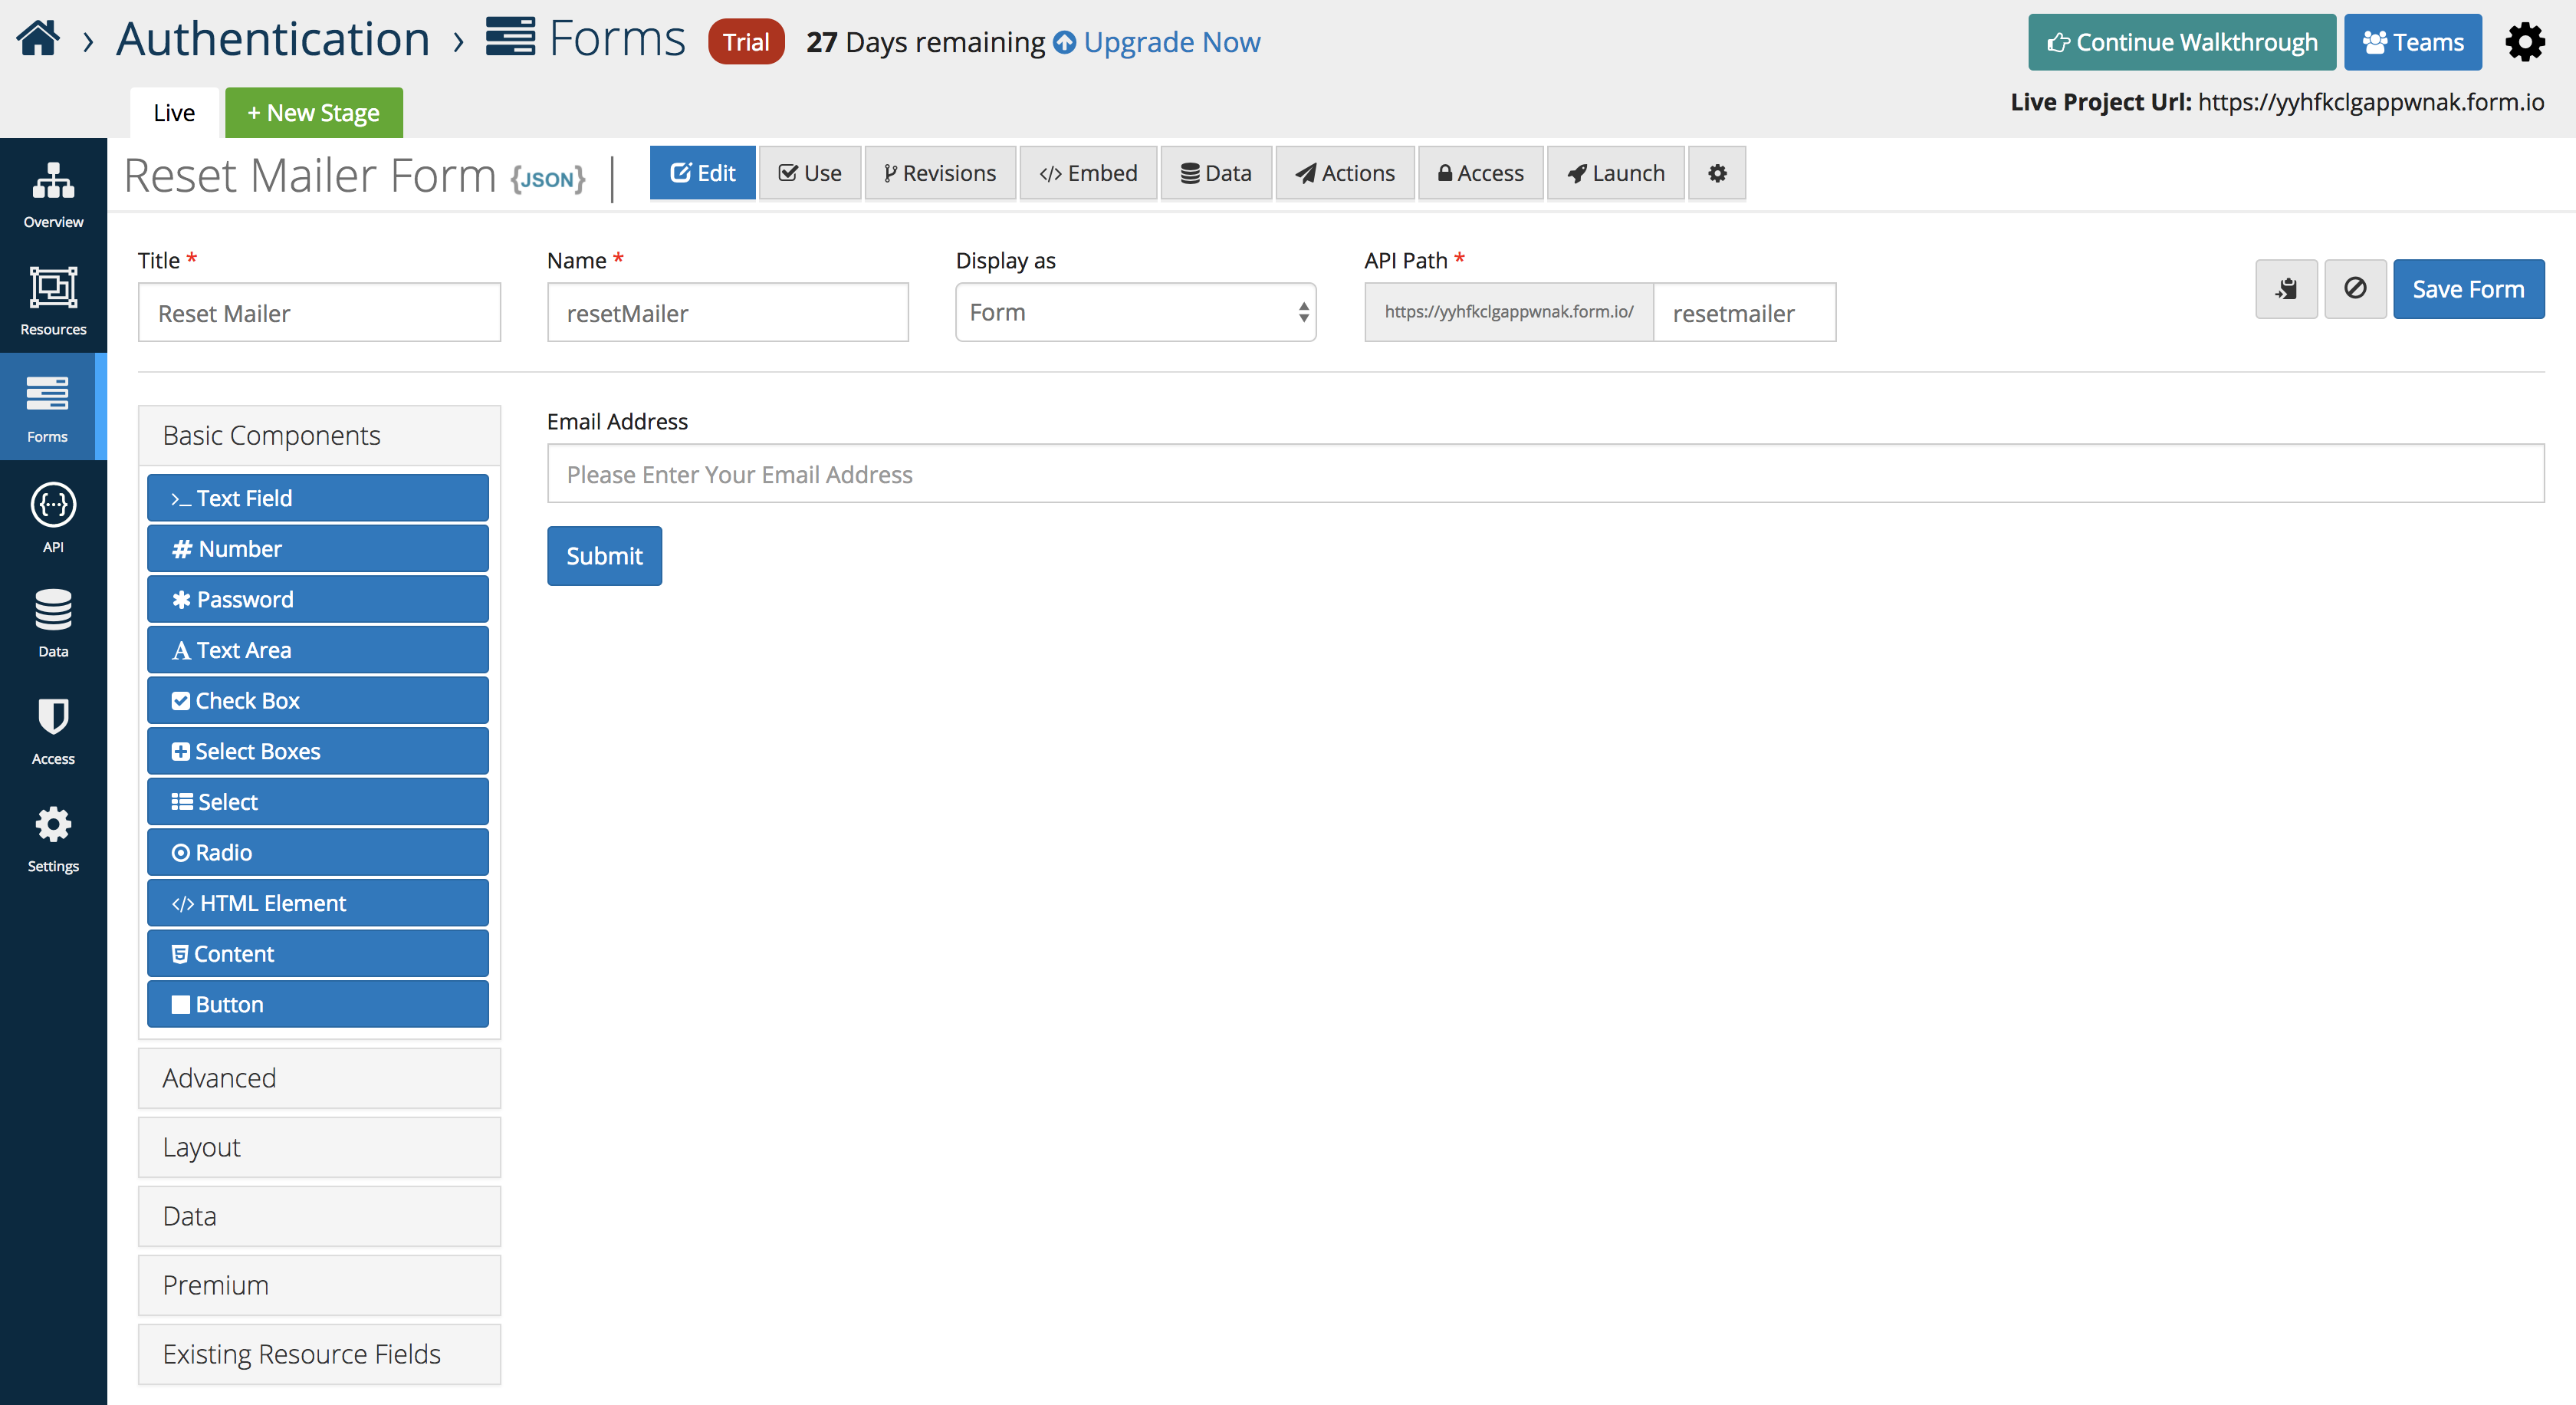 › Authentication › Forms Trial 27 Days remaining Upgrade Now
Continue Walkthrough
Teams
Live
+ New Stage
Live Project Url: https://yyhfkclgappwnak.form.io
Overview
Resources
Forms
API
Data
Access
Settings
Reset Mailer Form {JSON}
Edit
Use
Revisions
</> Embed
Data
Actions
Access
Launch
Title *
Reset Mailer
Name *
resetMailer
Display as
Form
API Path *
https://yyhfkclgappwnak.form.io/
resetmailer
Save Form
Basic Components
>_ Text Field
# Number
* Password
A Text Area
Check Box
Select Boxes
Select
Radio
</> HTML Element
Content
Button
Advanced
Layout
Data
Premium
Existing Resource Fields
Email Address
Please Enter Your Email Address
Submit